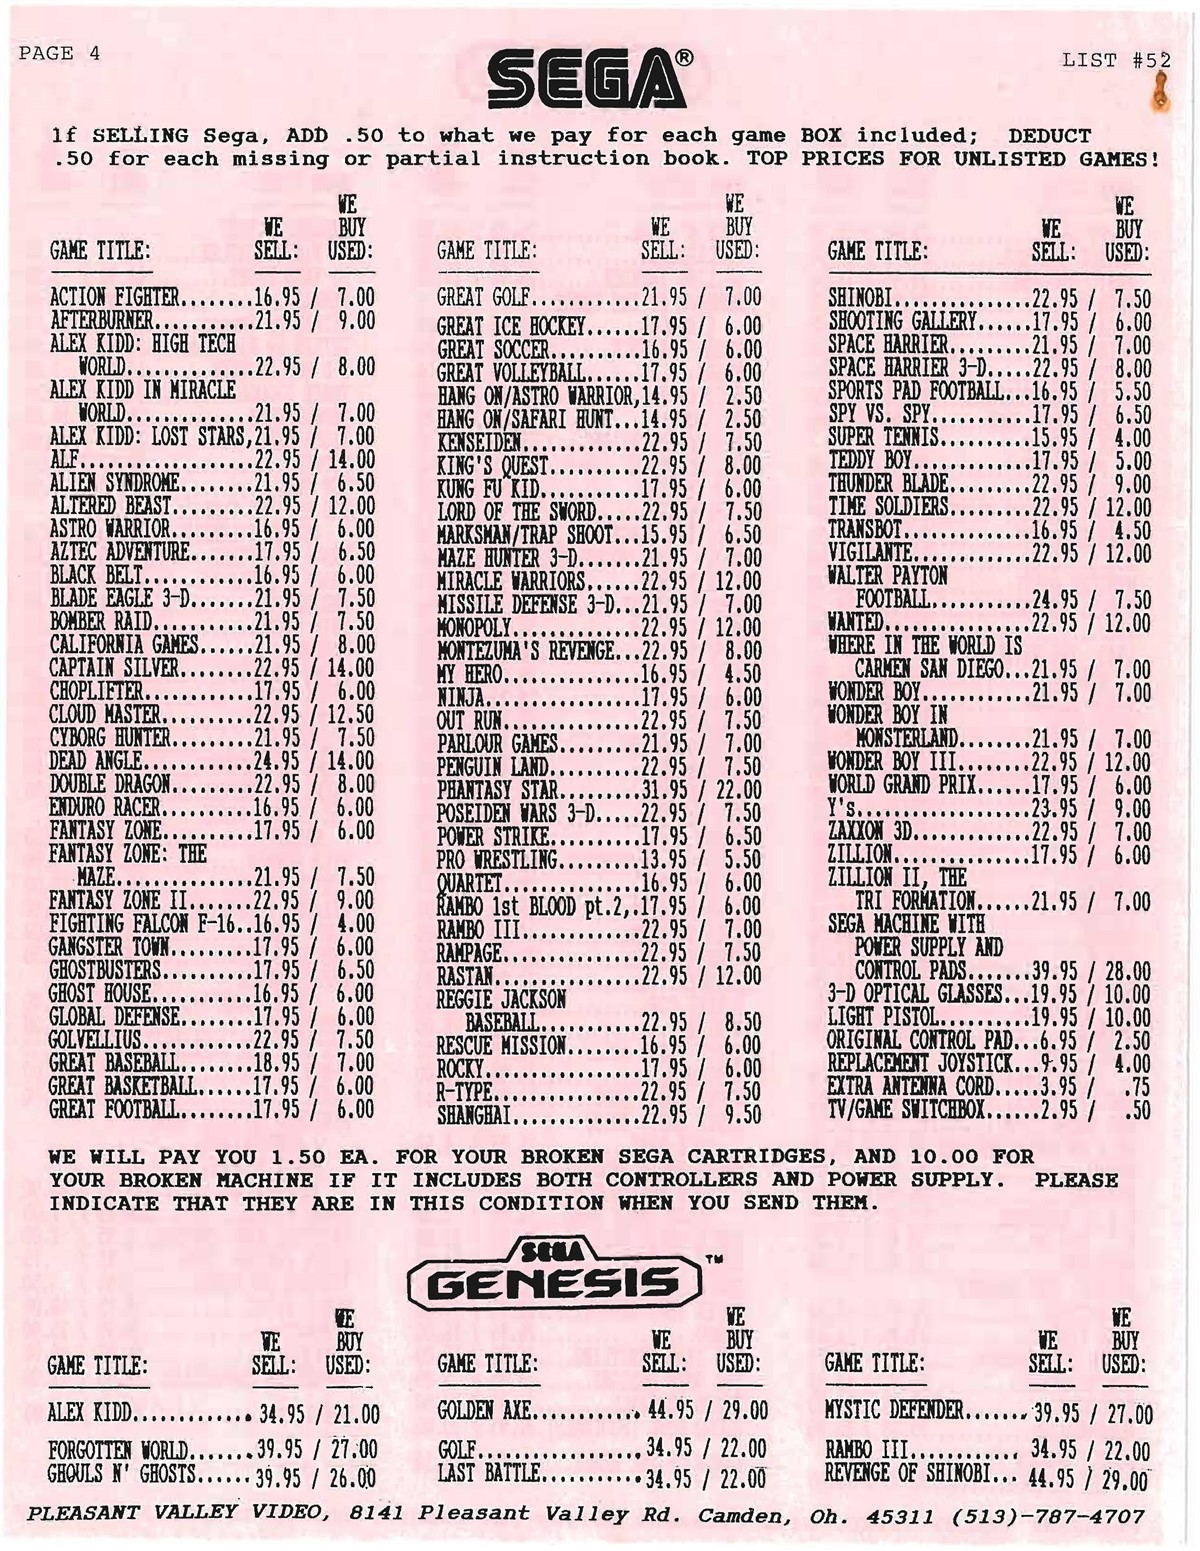 PAGE 4
SEGA®
LIST #52
If SELLING Sega, ADD .50 to what we pay for each game BOX included; DEDUCT
.50 for each missing or partial instruction book. TOP PRICES FOR UNLISTED GAMES!
WE
WE BUY
GAME TITLE: SELL: USED:
ACTION FIGHTER........16.95 / 7.00
AFTERBURNER...........21.95 / 9.00
ALEX KIDD: HIGH TECH
WORLD..............22.95 / 8.00
ALEX KIDD IN MIRACLE
WORLD..............21.95 / 7.00
ALEX KIDD: LOST STARS,21.95 / 7.00
ALF...................22.95 / 14.00
ALIEN SYNDROME........21.95 / 6.50
ALTERED BEAST.........22.95 / 12.00
ASTRO WARRIOR.........16.95 / 6.00
AZTEC ADVENTURE.......17.95 / 6.50
BLACK BELT............16.95 / 6.00
BLADE EAGLE 3-D.......21.95 / 7.50
BOMBER RAID...........21.95 / 7.50
CALIFORNIA GAMES......21.95 / 8.00
CAPTAIN SILVER........22.95 / 14.00
CHOPLIFTER............17.95 / 6.00
CLOUD MASTER..........22.95 / 12.50
CYBORG HUNTER.........21.95 / 7.50
DEAD ANGLE............24.95 / 14.00
DOUBLE DRAGON.........22.95 / 8.00
ENDURO RACER..........16.95 / 6.00
FANTASY ZONE..........17.95 / 6.00
FANTASY ZONE: THE
MAZE...............21.95 / 7.50
FANTASY ZONE II.......22.95 / 9.00
FIGHTING FALCON F-16..16.95 / 4.00
GANGSTER TOWN.........17.95 / 6.00
GHOSTBUSTERS..........17.95 / 6.50
GHOST HOUSE...........16.95 / 6.00
GLOBAL DEFENSE........17.95 / 6.00
GOLVELLIUS............22.95 / 7.50
GREAT BASEBALL........18.95 / 7.00
GREAT BASKETBALL......17.95 / 6.00
GREAT FOOTBALL........17.95 / 6.00
WE
WE BUY
GAME TITLE: SELL: USED:
GREAT GOLF............21.95 / 7.00
GREAT ICE HOCKEY......17.95 / 6.00
GREAT SOCCER..........16.95 / 6.00
GREAT VOLLEYBALL......17.95 / 6.00
HANG ON/ASTRO WARRIOR,14.95 / 2.50
HANG ON/SAFARI HUNT...14.95 / 2.50
KENSEIDEN.............22.95 / 7.50
KING'S QUEST..........22.95 / 8.00
KUNG FU KID...........17.95 / 6.00
LORD OF THE SWORD.....22.95 / 7.50
MARKSMAN/TRAP SHOOT...15.95 / 6.50
MAZE HUNTER 3-D.......21.95 / 7.00
MIRACLE WARRIORS......22.95 / 12.00
MISSILE DEFENSE 3-D...21.95 / 7.00
MONOPOLY..............22.95 / 12.00
MONTEZUMA'S REVENGE...22.95 / 8.00
MY HERO...............16.95 / 4.50
NINJA.................17.95 / 6.00
OUT RUN...............22.95 / 7.50
PARLOUR GAMES.........21.95 / 7.00
PENGUIN LAND..........22.95 / 7.50
PHANTASY STAR.........31.95 / 22.00
POSEIDEN WARS 3-D.....22.95 / 7.50
POWER STRIKE..........17.95 / 6.50
PRO WRESTLING.........13.95 / 5.50
QUARTET...............16.95 / 6.00
RAMBO 1st BLOOD pt.2,.17.95 / 6.00
RAMBO III.............22.95 / 7.00
RAMPAGE...............22.95 / 7.50
RASTAN................22.95 / 12.00
REGGIE JACKSON
BASEBALL...........22.95 / 8.50
RESCUE MISSION........16.95 / 6.00
ROCKY.................17.95 / 6.00
R-TYPE................22.95 / 7.50
SHANGHAI..............22.95 / 9.50
WE
WE BUY
GAME TITLE: SELL: USED:
SHINOBI...............22.95 / 7.50
SHOOTING GALLERY......17.95 / 6.00
SPACE HARRIER.........21.95 / 7.00
SPACE HARRIER 3-D.....22.95 / 8.00
SPORTS PAD FOOTBALL...16.95 / 5.50
SPY VS. SPY...........17.95 / 6.50
SUPER TENNIS..........15.95 / 4.00
TEDDY BOY.............17.95 / 5.00
THUNDER BLADE.........22.95 / 9.00
TIME SOLDIERS.........22.95 / 12.00
TRANSBOT..............16.95 / 4.50
VIGILANTE.............22.95 / 12.00
WALTER PAYTON
FOOTBALL...........24.95 / 7.50
WANTED................22.95 / 12.00
WHERE IN THE WORLD IS
CARMEN SAN DIEGO...21.95 / 7.00
WONDER BOY............21.95 / 7.00
WONDER BOY IN
MONSTERLAND........21.95 / 7.00
WONDER BOY III........22.95 / 12.00
WORLD GRAND PRIX......17.95 / 6.00
Y's...................23.95 / 9.00
ZAXXON 3D.............22.95 / 7.00
ZILLION...............17.95 / 6.00
ZILLION II, THE
TRI FORMATION......21.95 / 7.00
SEGA MACHINE WITH
POWER SUPPLY AND
CONTROL PADS.......39.95 / 28.00
3-D OPTICAL GLASSES...19.95 / 10.00
LIGHT PISTOL..........19.95 / 10.00
ORIGINAL CONTROL PAD...6.95 / 2.50
REPLACEMENT JOYSTICK...9.95 / 4.00
EXTRA ANTENNA CORD.....3.95 / .75
TV/GAME SWITCHBOX......2.95 / .50
WE WILL PAY YOU 1.50 EA. FOR YOUR BROKEN SEGA CARTRIDGES, AND 10.00 FOR
YOUR BROKEN MACHINE IF IT INCLUDES BOTH CONTROLLERS AND POWER SUPPLY. PLEASE
INDICATE THAT THEY ARE IN THIS CONDITION WHEN YOU SEND THEM.
SEGA
GENESIS™
WE
WE BUY
GAME TITLE: SELL: USED:
ALEX KIDD............. 34.95 / 21.00
FORGOTTEN WORLD.......39.95 / 27.00
GHOULS N' GHOSTS......39.95 / 26.00
WE
WE BUY
GAME TITLE: SELL: USED:
GOLDEN AXE............ 44.95 / 29.00
GOLF..................34.95 / 22.00
LAST BATTLE...........34.95 / 22.00
WE
WE BUY
GAME TITLE: SELL: USED:
MYSTIC DEFENDER.......39.95 / 27.00
RAMBO III............ 34.95 / 22.00
REVENGE OF SHINOBI... 44.95 / 29.00
PLEASANT VALLEY VIDEO, 8141 Pleasant Valley Rd. Camden, Oh. 45311 (513)-787-4707